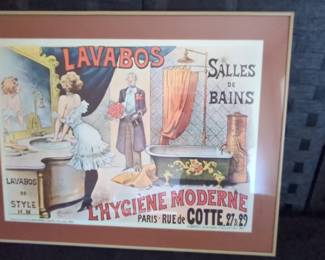 LAVABOS
SALLES
DE
BAINS
LAVABOS
DE
STYLE
L'HYGIENE MODERNE
PARIS · RUE DE COTTE, 27 & 29